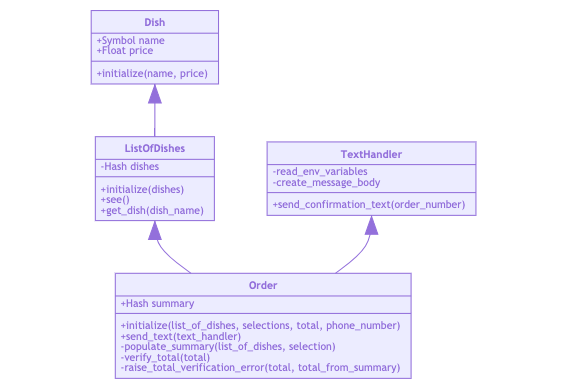 Dish
+Symbol name
+Float price
+initialize(name, price)
ListOfDishes
-Hash dishes
+initialize(dishes)
+see()
+get_dish(dish_name)
TextHandler
-read_env_variables
-create_message_body
+send_confirmation_text(order_number)
Order
+Hash summary
+initialize(list_of_dishes, selections, total, phone_number)
+send_text(text_handler)
-populate_summary(list_of_dishes, selection)
-verify_total(total)
-raise_total_verification_error(total, total_from_summary)